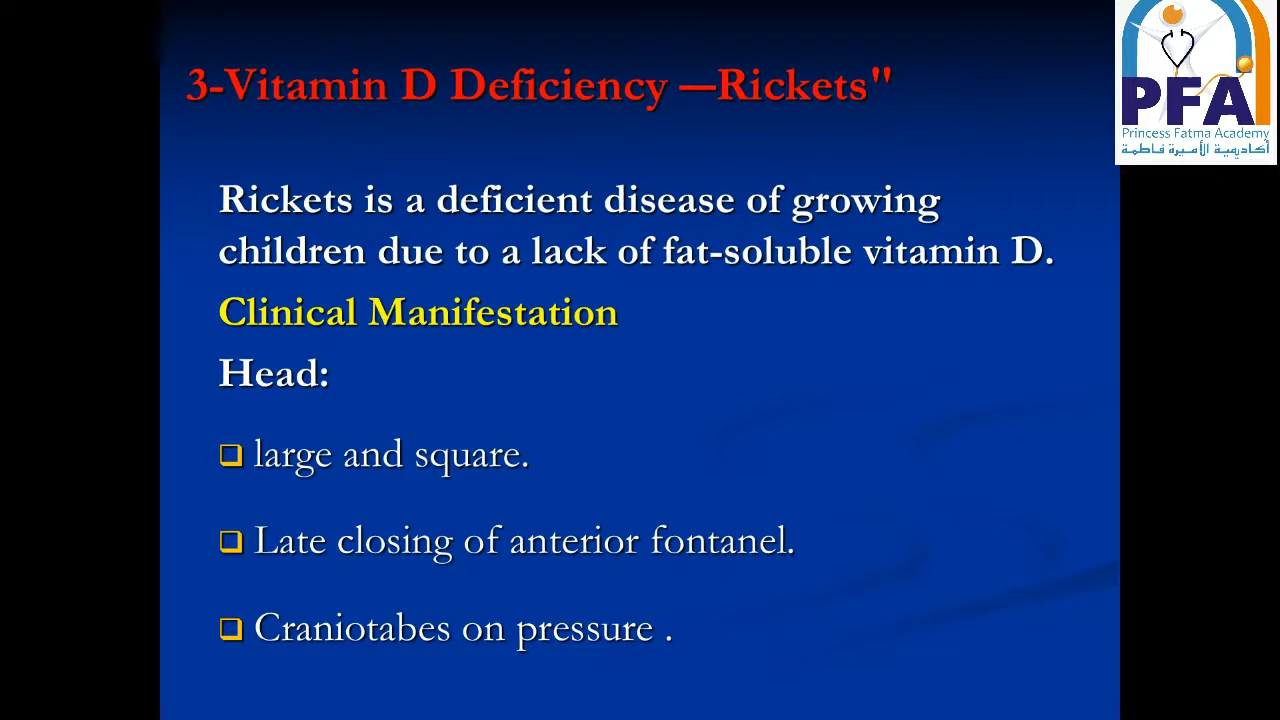 3-Vitamin D Deficiency —Rickets"
PFA
Princess Fatma Academy
أكاديمية الأميرة فاطمة
Rickets is a deficient disease of growing
children due to a lack of fat-soluble vitamin D.
Clinical Manifestation
Head:
large and square.
Late closing of anterior fontanel.
Craniotabes on pressure .